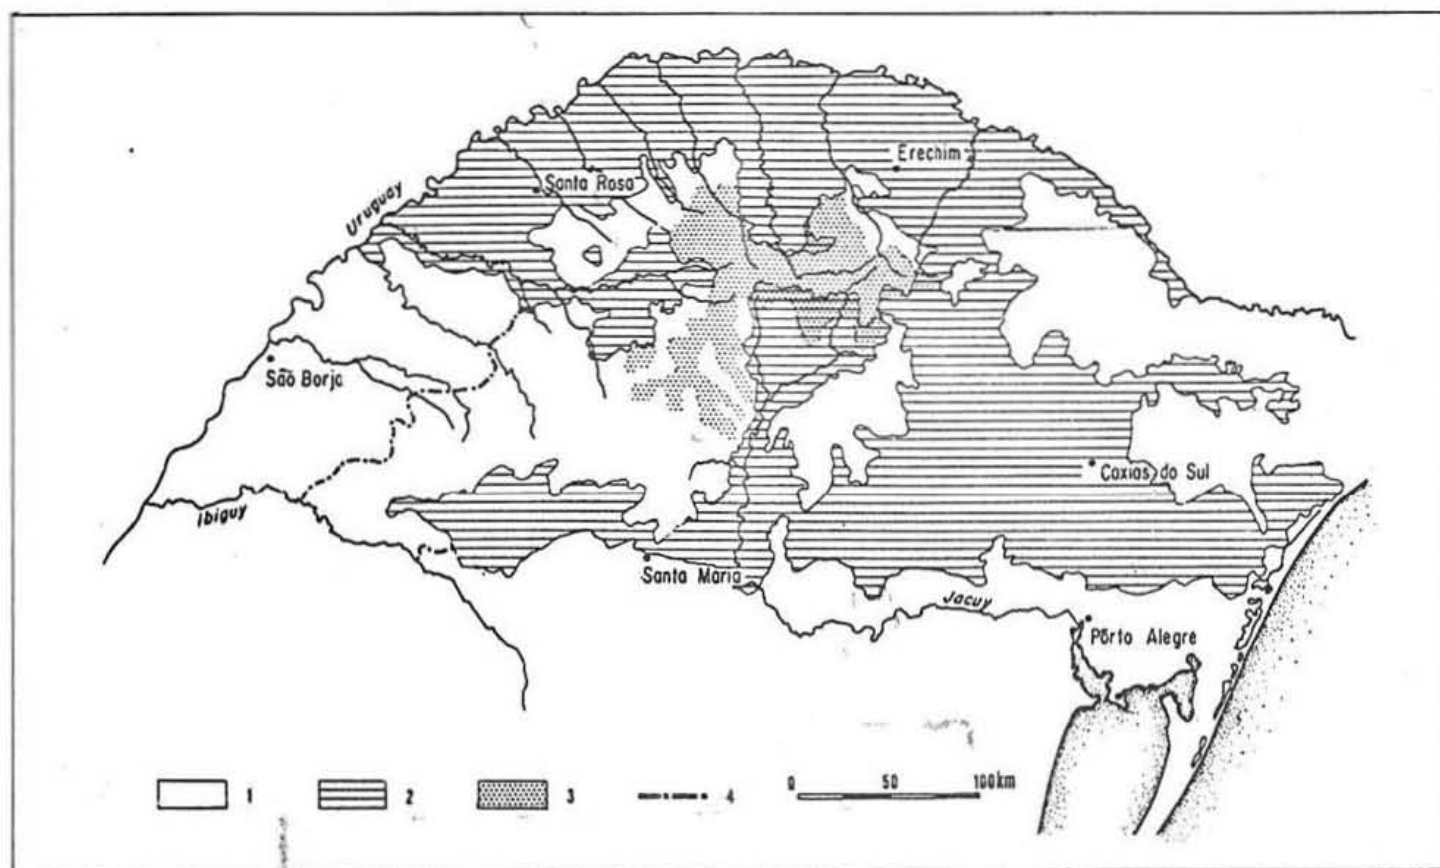 Erechim
Santa Rosa
Uruguay
São Borja
Caxias do Sul
Ibiguy
Santa Maria
Jacuy
Pôrto Alegre
1 2 3 4 0 50 100km